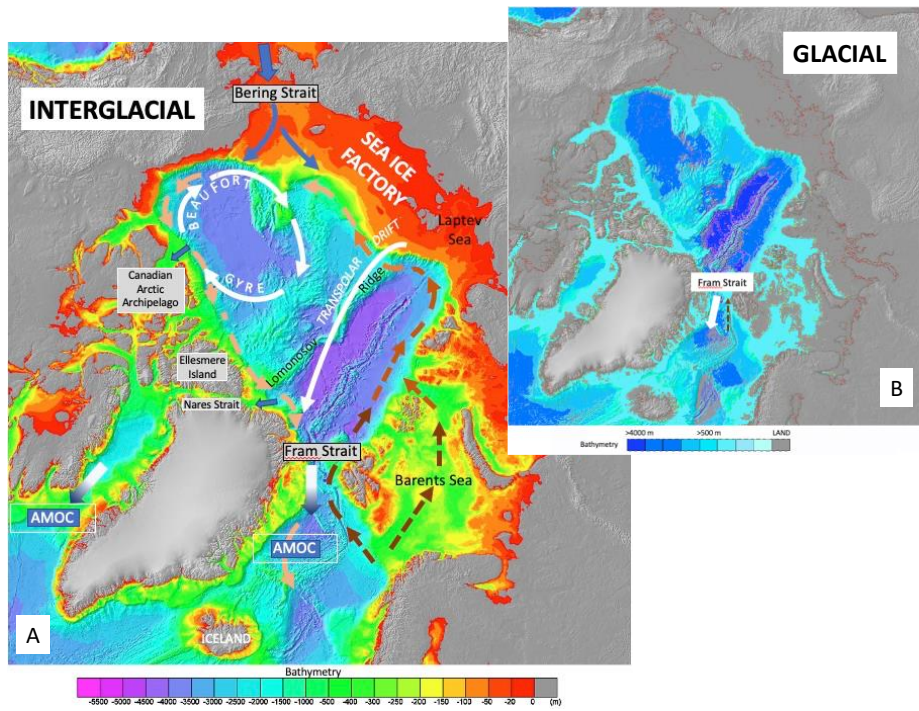 INTERGLACIAL
Bering Strait
SEA ICE
FACTORY
Laptev
Sea
BEAUFORT
GYRE
TRANSPOLAR DRIFT
Canadian
Arctic
Archipelago
Lomonosov
Ridge
Ellesmere
Island
Nares Strait
Fram Strait
Barents Sea
AMOC
AMOC
ICELAND
A
Bathymetry
-5500 -5000 -4500 -4000 -3500 -3000 -2500 -2000 -1500 -1000 -500 -400 -300 -200 -150 -100 -50 -20 0 (m)
GLACIAL
Fram Strait
B
>4000 m >500 m LAND
Bathymetry